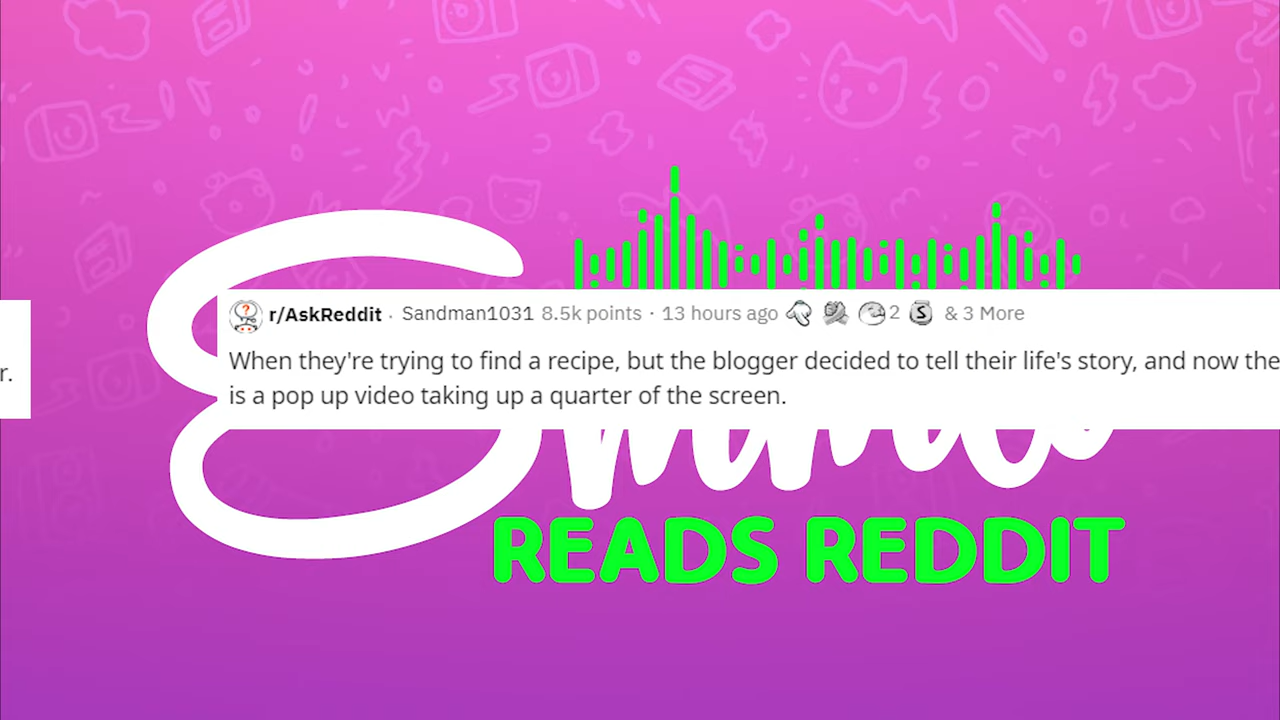 r.
r/AskReddit · Sandman1031 8.5k points · 13 hours ago 2 S & 3 More
When they're trying to find a recipe, but the blogger decided to tell their life's story, and now the
is a pop up video taking up a quarter of the screen.
READS REDDIT